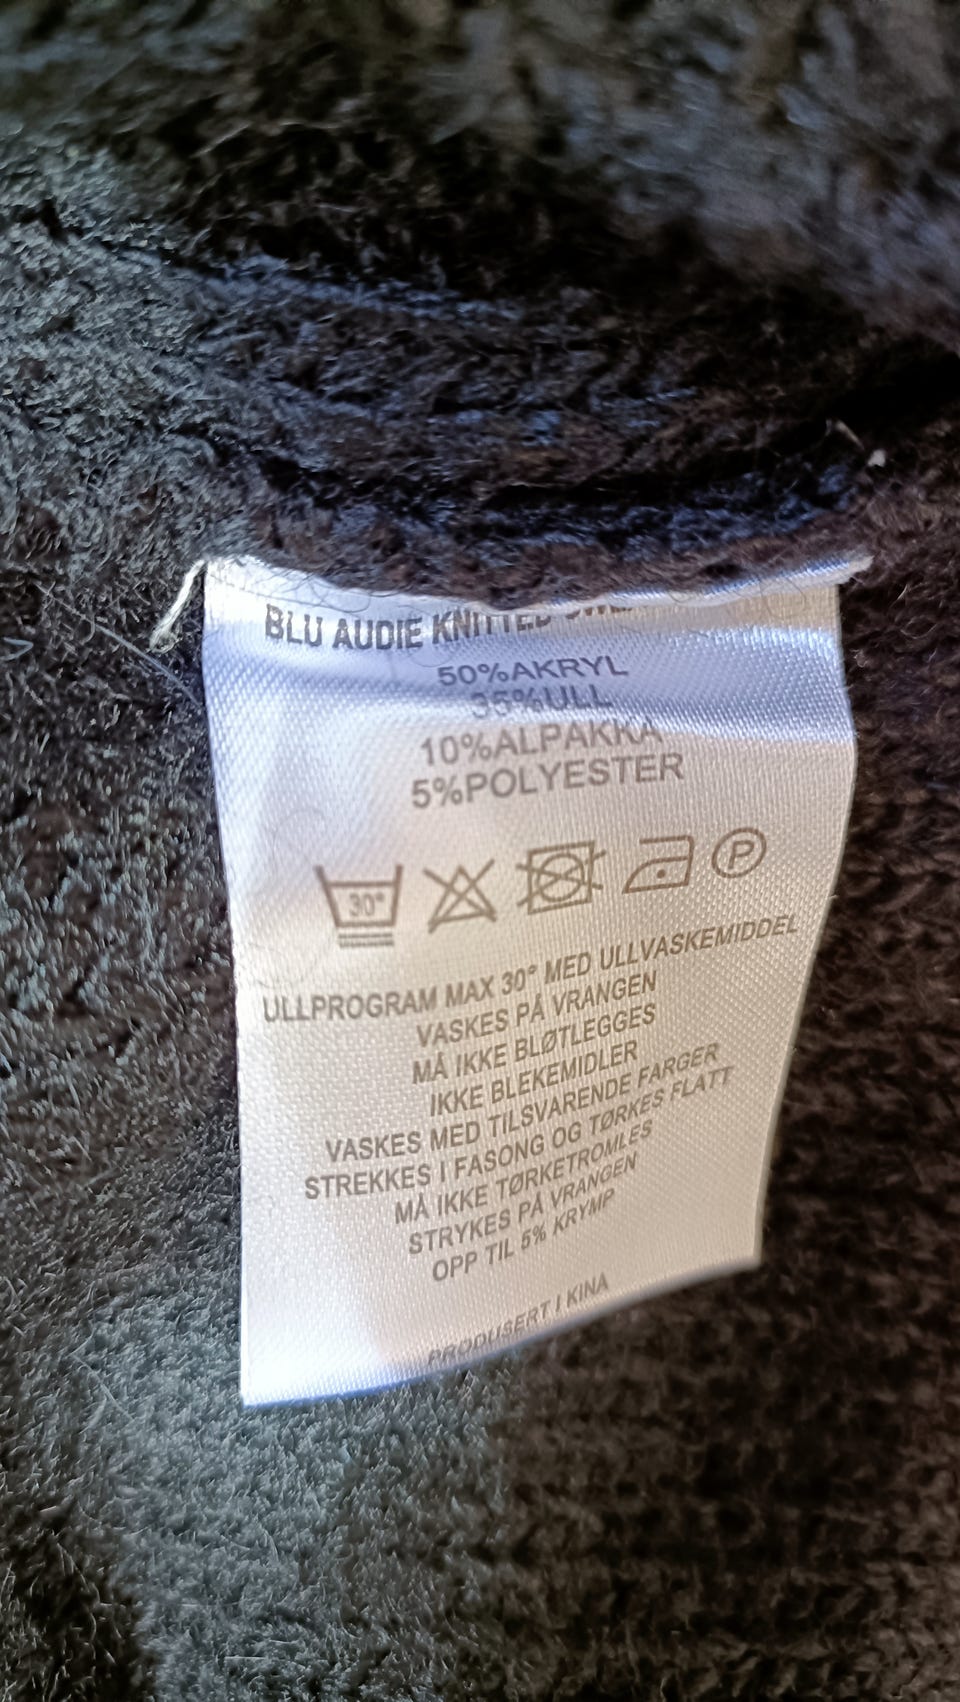 BLU AUDIE KNITTED
50%AKRYL
35%ULL
10%ALPAKKA
5%POLYESTER
30°
P
ULLPROGRAM MAX 30° MED ULLVASKEMIDDEL
VASKES PÅ VRANGEN
MÅ IKKE BLØTLEGGES
IKKE BLEKEMIDLER
VASKES MED TILSVARENDE FARGER
STREKKES I FASONG OG TØRKES FLATT
MÅ IKKE TØRKETROMLES
STRYKES PÅ VRANGEN
OPP TIL 5% KRYMP
PRODUSERT I KINA